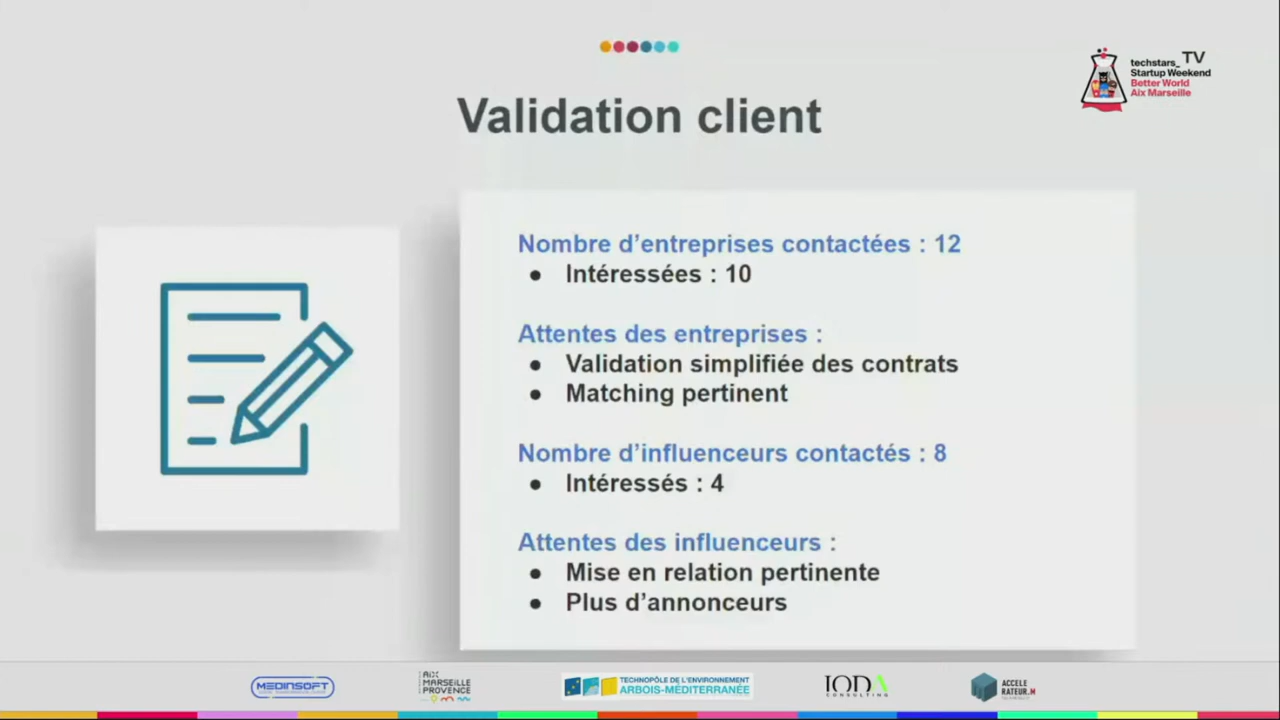 techstars_TV
Startup Weekend
Better World
Aix Marseille
Validation client
Nombre d’entreprises contactées : 12
● Intéressées : 10
Attentes des entreprises :
● Validation simplifiée des contrats
● Matching pertinent
Nombre d’influenceurs contactés : 8
● Intéressés : 4
Attentes des influenceurs :
● Mise en relation pertinente
● Plus d’annonceurs
MEDINSOFT
AIX
MARSEILLE
PROVENCE
TECHNOPÔLE DE L'ENVIRONNEMENT
ARBOIS-MÉDITERRANÉE
IODA
CONSULTING
ACCELE
RATEUR.M